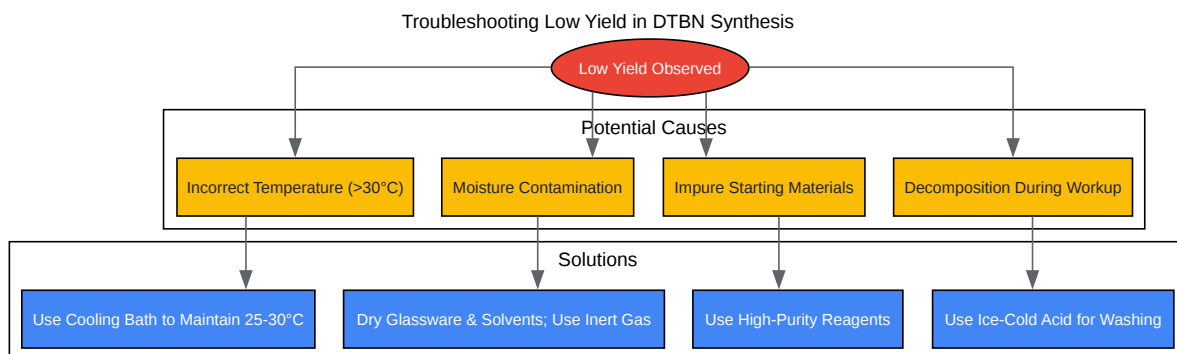 Troubleshooting Low Yield in DTBN Synthesis
Low Yield Observed
Potential Causes
Incorrect Temperature (>30°C)
Moisture Contamination
Impure Starting Materials
Decomposition During Workup
Solutions
Use Cooling Bath to Maintain 25-30°C
Dry Glassware & Solvents; Use Inert Gas
Use High-Purity Reagents
Use Ice-Cold Acid for Washing